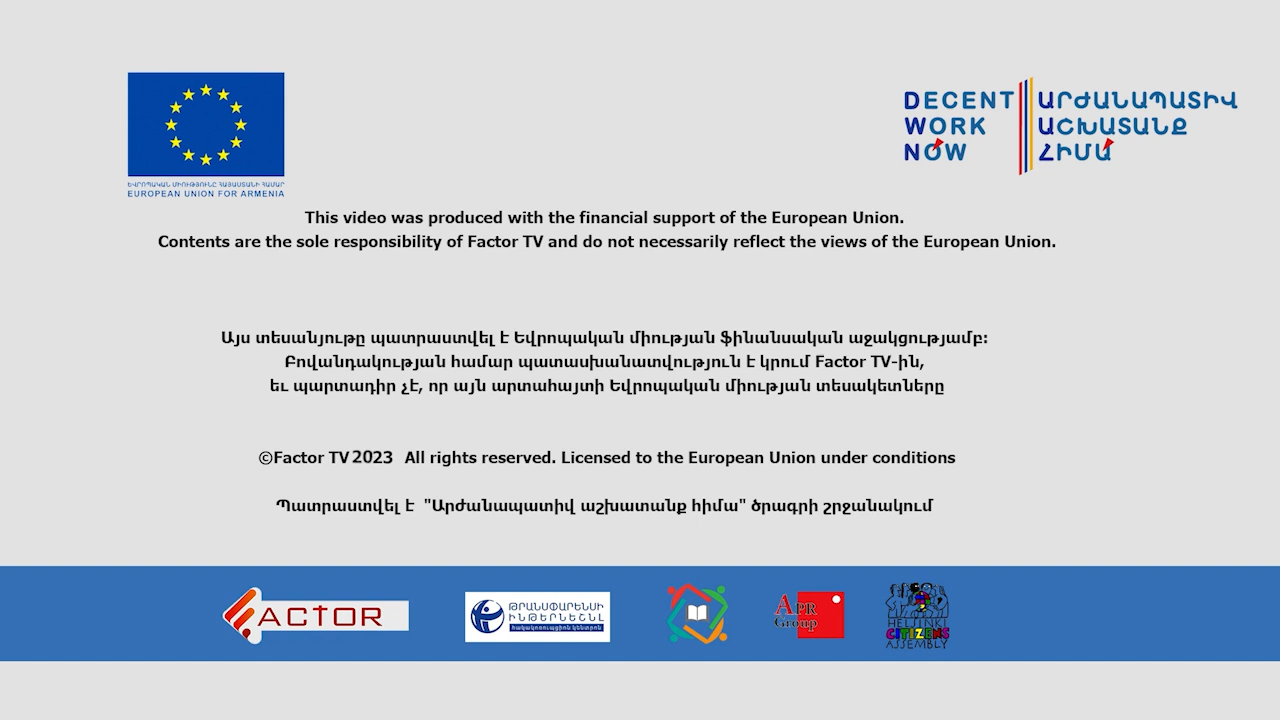 ԵՎՐՈՊԱԿԱՆ ՄԻՈՒԹՅՈՒՆԸ ՀԱՅԱՍՏԱՆԻ ՀԱՄԱՐ
EUROPEAN UNION FOR ARMENIA
DECENT WORK NOW
ԱՐԺԱՆԱՊԱՏԻՎ ԱՇԽԱՏԱՆՔ ՀԻՄԱ
This video was produced with the financial support of the European Union.
Contents are the sole responsibility of Factor TV and do not necessarily reflect the views of the European Union.
Այս տեսանյութը պատրաստվել է Եվրոպական միության ֆինանսական աջակցությամբ:
Բովանդակության համար պատասխանատվություն է կրում Factor TV-ին,
եւ պարտադիր չէ, որ այն արտահայտի Եվրոպական միության տեսակետները
©Factor TV 2023 All rights reserved. Licensed to the European Union under conditions
Պատրաստվել է "Արժանապատիվ աշխատանք հիմա" ծրագրի շրջանակում
FACTOR
ԹՐԱՆՍՓԱՐԵՆՍԻ
ԻՆԹԵՐՆԵՇՆԼ
հակակոռուպցիոն կենտրոն
APR
Group
HELSINKI
CITIZENS
ASSEMBLY